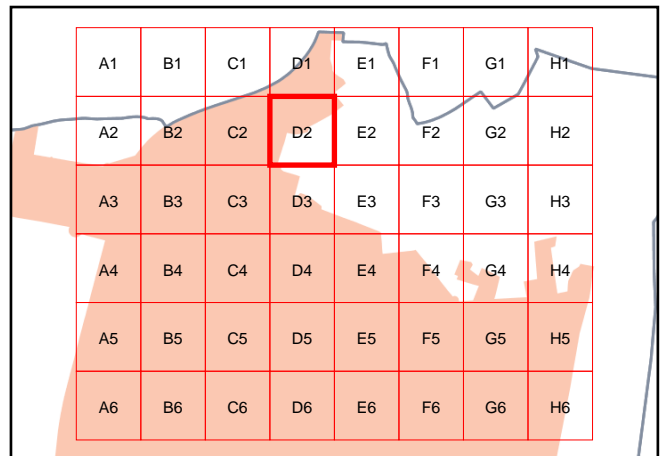 A1 B1 C1 D1 E1 F1 G1 H1
A2 B2 C2 D2 E2 F2 G2 H2
A3 B3 C3 D3 E3 F3 G3 H3
A4 B4 C4 D4 E4 F4 G4 H4
A5 B5 C5 D5 E5 F5 G5 H5
A6 B6 C6 D6 E6 F6 G6 H6